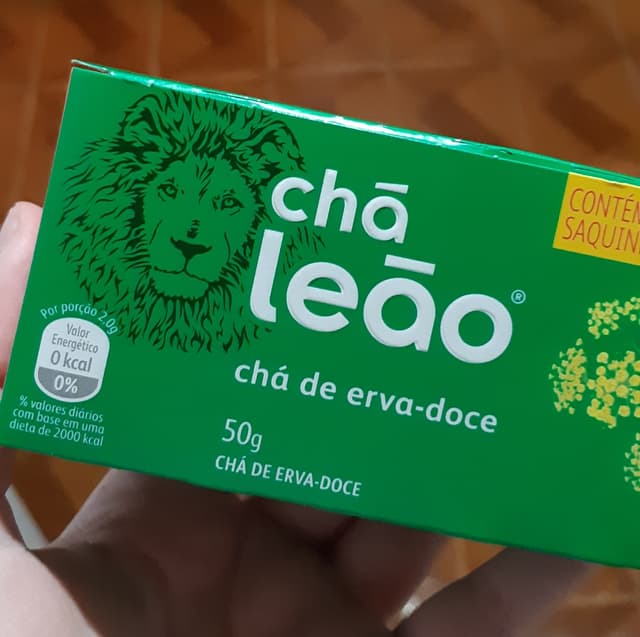 chā
leāo®
chá de erva-doce
50g
CHÁ DE ERVA-DOCE
Por porção 2,0g
Valor
Energético
0 kcal
0%
% valores diários
com base em uma
dieta de 2000 kcal